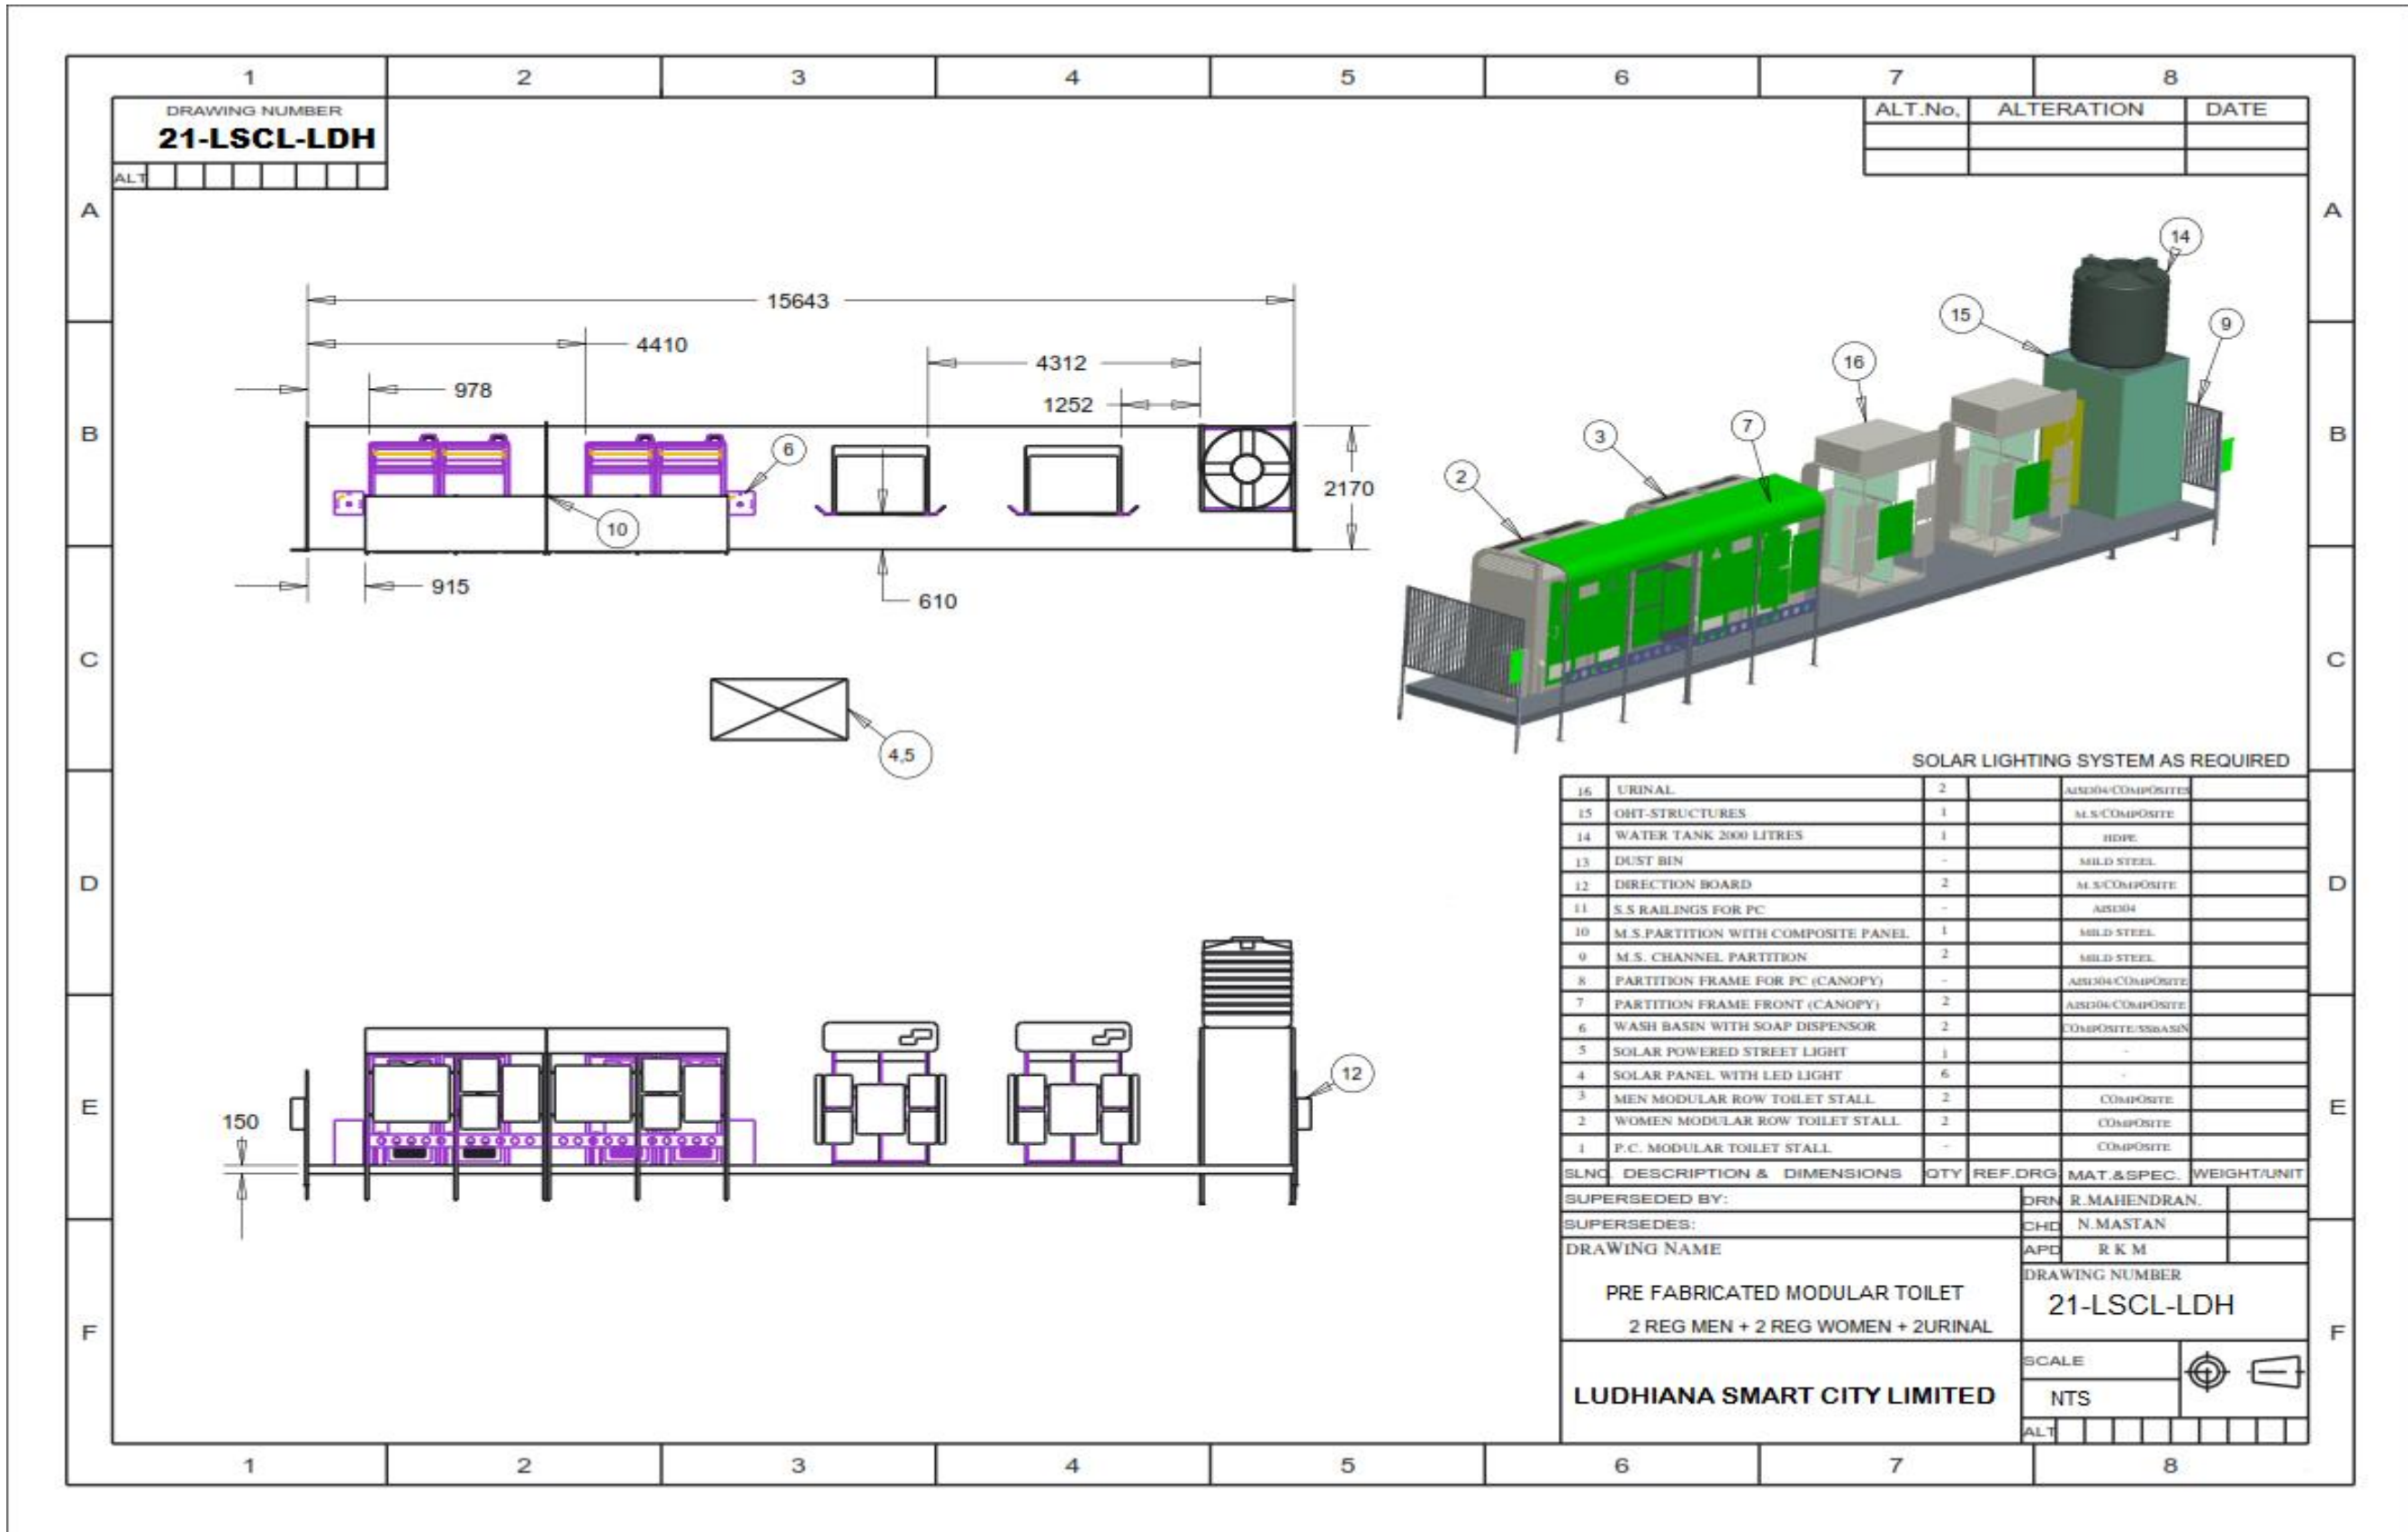 1 2 3 4 5 6 7 8
DRAWING NUMBER
21-LSCL-LDH
ALT
ALT.No, ALTERATION DATE
A A
B B
C C
D D
E E
F F
15643
4410
4312
978
1252
6
2170
10
915
610
4,5
14
15
9
16
3
7
2
12
150
SOLAR LIGHTING SYSTEM AS REQUIRED
16 URINAL 2 AISI304/COMPOSITES
15 OHT-STRUCTURES 1 M.S/COMPOSITE
14 WATER TANK 2000 LITRES 1 HDPE
13 DUST BIN - MILD STEEL
12 DIRECTION BOARD 2 M.S/COMPOSITE
11 S.S RAILINGS FOR PC - AISI304
10 M.S.PARTITION WITH COMPOSITE PANEL 1 MILD STEEL
9 M.S. CHANNEL PARTITION 2 MILD STEEL
8 PARTITION FRAME FOR PC (CANOPY) - AISI304/COMPOSITE
7 PARTITION FRAME FRONT (CANOPY) 2 AISI304/COMPOSITE
6 WASH BASIN WITH SOAP DISPENSOR 2 COMPOSITE/SSBASIN
5 SOLAR POWERED STREET LIGHT 1 -
4 SOLAR PANEL WITH LED LIGHT 6 -
3 MEN MODULAR ROW TOILET STALL 2 COMPOSITE
2 WOMEN MODULAR ROW TOILET STALL 2 COMPOSITE
1 P.C. MODULAR TOILET STALL - COMPOSITE
SLNO DESCRIPTION & DIMENSIONS QTY REF.DRG. MAT.&SPEC. WEIGHT/UNIT
SUPERSEDED BY: DRN R.MAHENDRAN.
SUPERSEDES: CHD N.MASTAN
DRAWING NAME APD R K M
PRE FABRICATED MODULAR TOILET
2 REG MEN + 2 REG WOMEN + 2URINAL
DRAWING NUMBER
21-LSCL-LDH
LUDHIANA SMART CITY LIMITED
SCALE
NTS
ALT
1 2 3 4 5 6 7 8